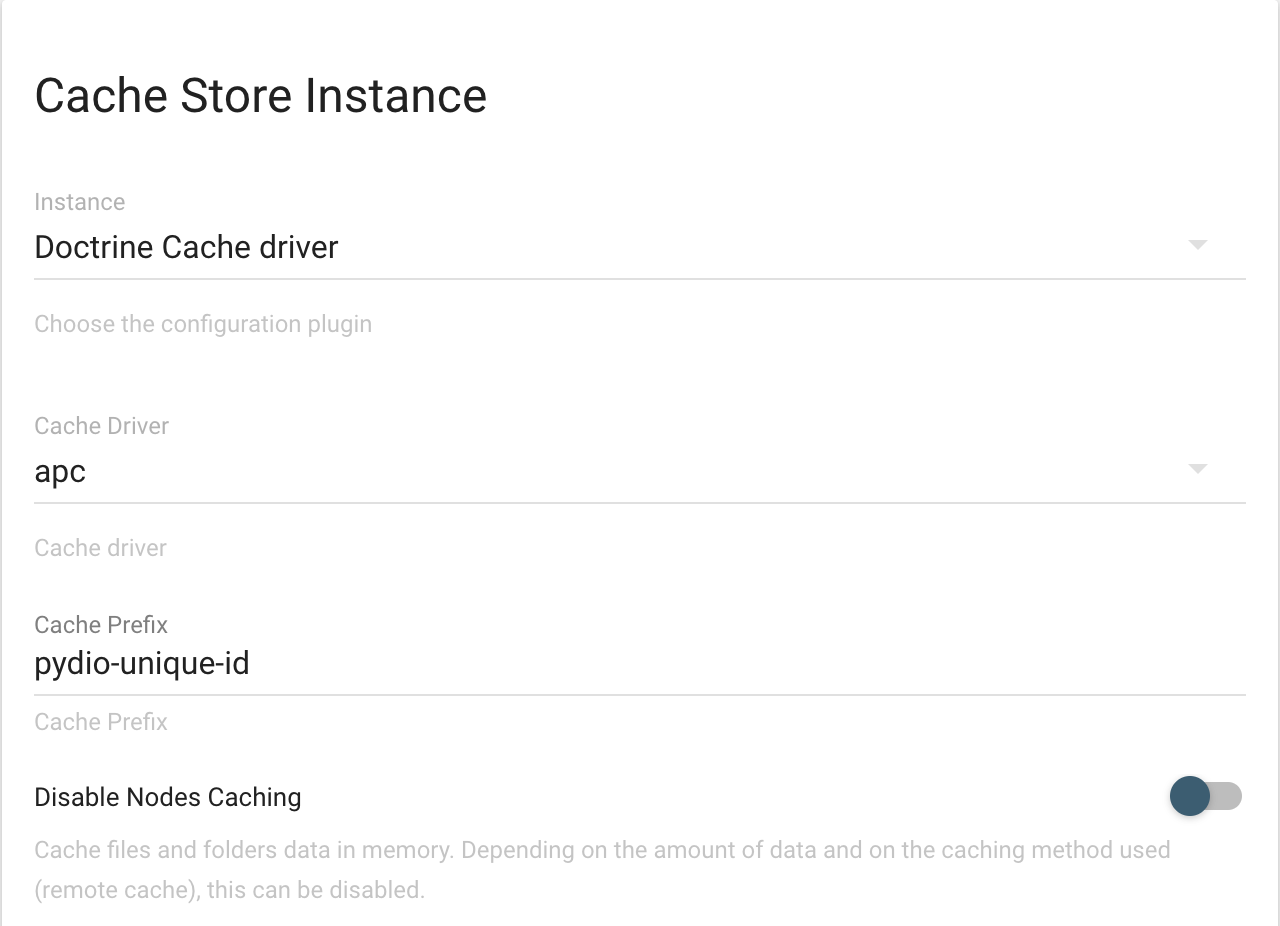 Cache Store Instance
Instance
Doctrine Cache driver
Choose the configuration plugin
Cache Driver
apc
Cache driver
Cache Prefix
pydio-unique-id
Cache Prefix
Disable Nodes Caching
Cache files and folders data in memory. Depending on the amount of data and on the caching method used
(remote cache), this can be disabled.